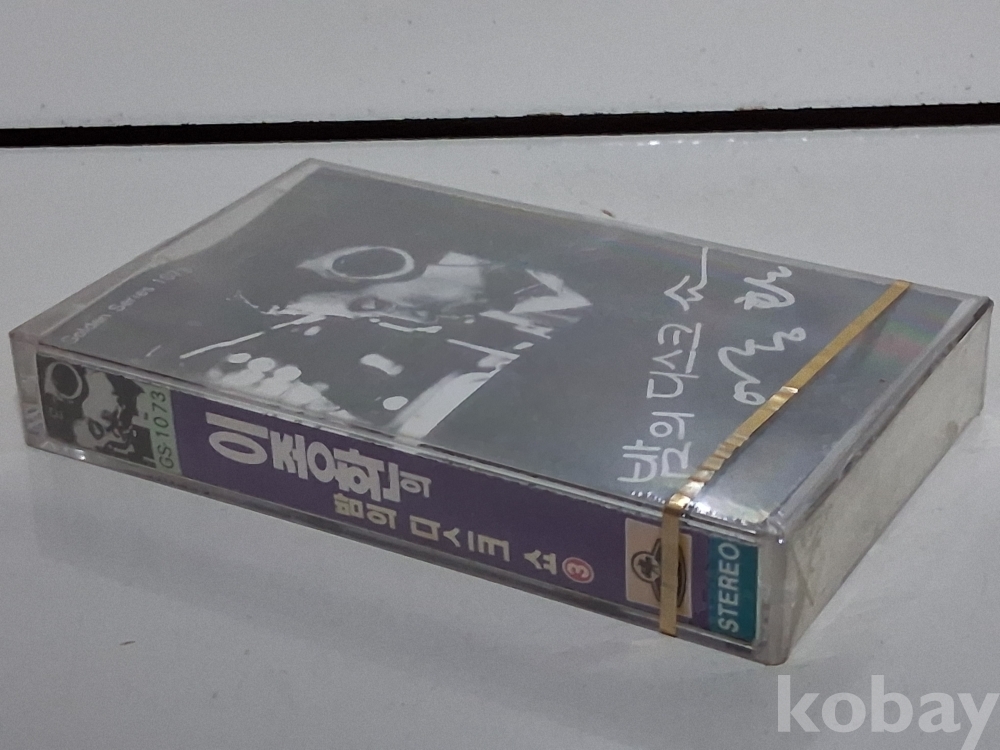 Golden Series 1073
밤의 디스크 쇼
이종환
GS-1073
이종환의
밤의 디스크 쇼 3
STEREO
kobay